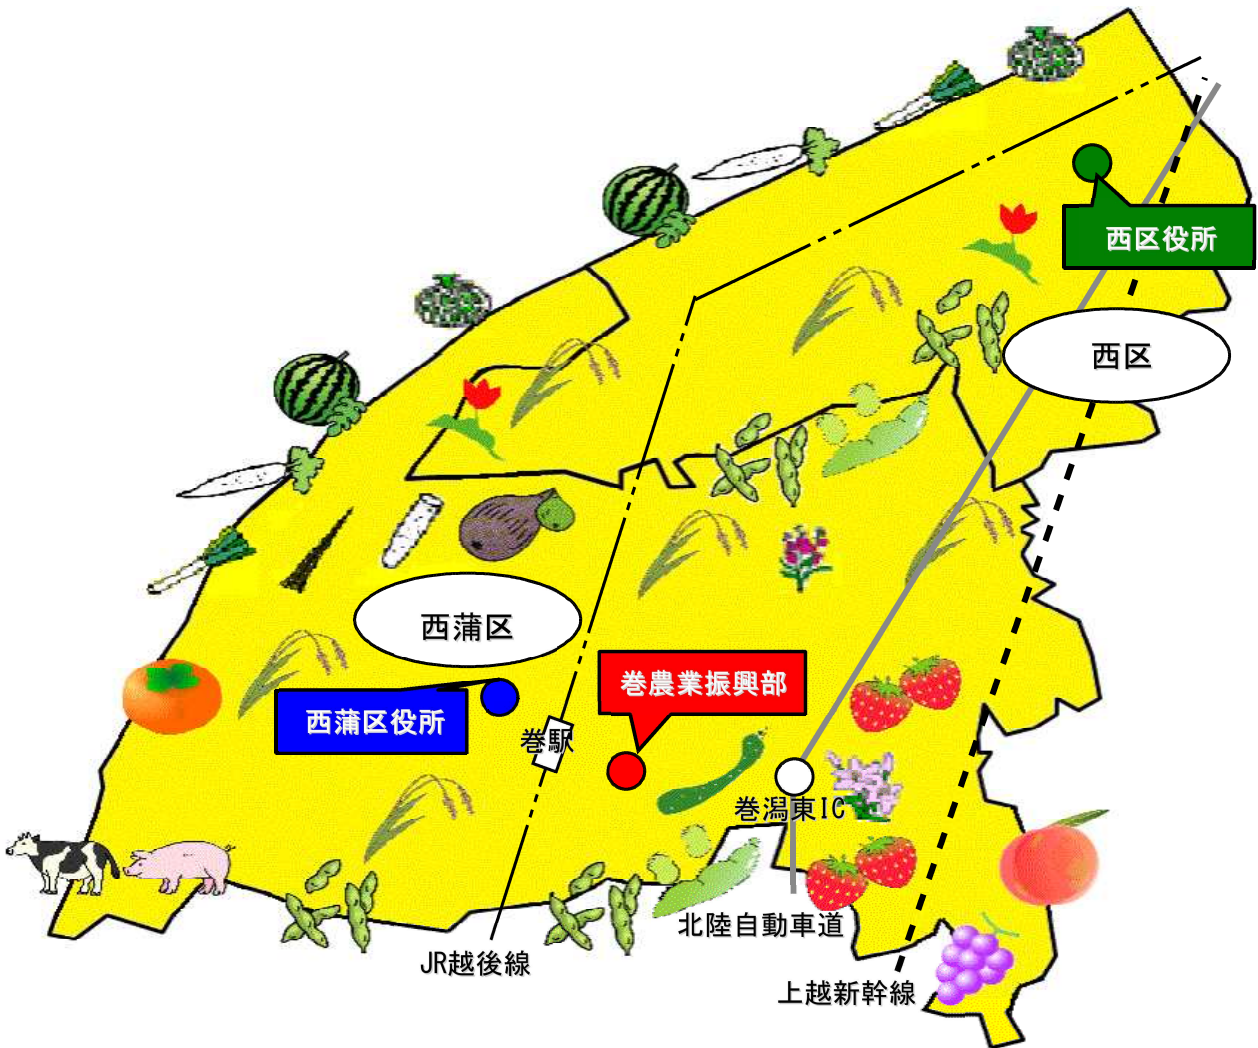 西区役所
西区
西蒲区
巻農業振興部
西蒲区役所
巻駅
巻潟東IC
北陸自動車道
JR越後線
上越新幹線